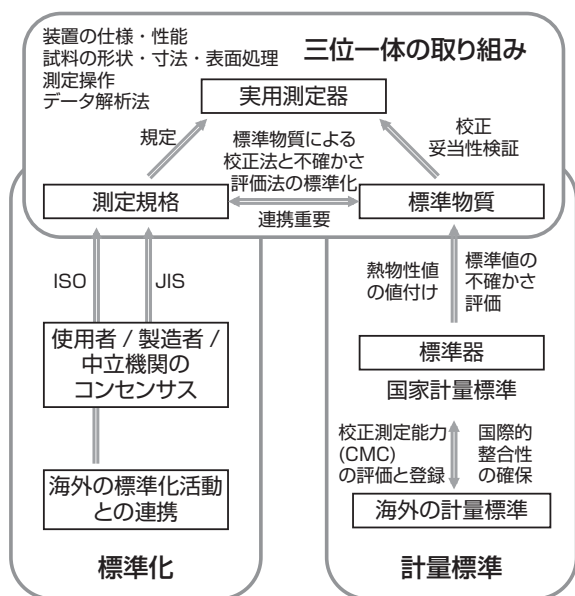 装置の仕様・性能
試料の形状・寸法・表面処理
測定操作
データ解析法
三位一体の取り組み
実用測定器
規定
標準物質による
校正法と不確かさ
評価法の標準化
校正
妥当性検証
測定規格
連携重要
標準物質
ISO
JIS
熱物性値
の値付け
標準値の
不確かさ
評価
使用者 / 製造者 /
中立機関の
コンセンサス
標準器
国家計量標準
校正測定能力
(CMC)
の評価と登録
国際的
整合性
の確保
海外の標準化活動
との連携
海外の計量標準
標準化
計量標準